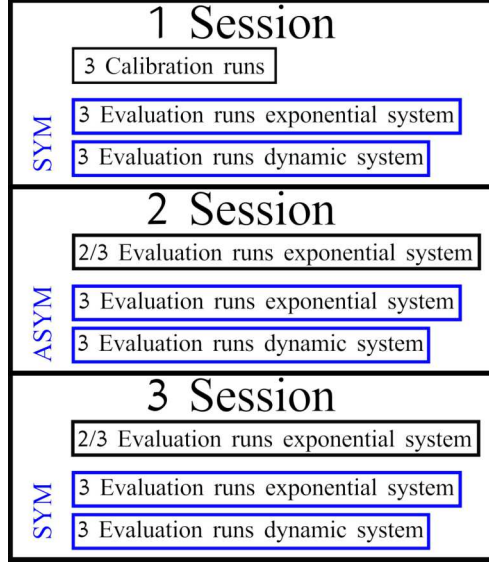 1 Session
3 Calibration runs
SYM
3 Evaluation runs exponential system
3 Evaluation runs dynamic system
2 Session
2/3 Evaluation runs exponential system
ASYM
3 Evaluation runs exponential system
3 Evaluation runs dynamic system
3 Session
2/3 Evaluation runs exponential system
SYM
3 Evaluation runs exponential system
3 Evaluation runs dynamic system